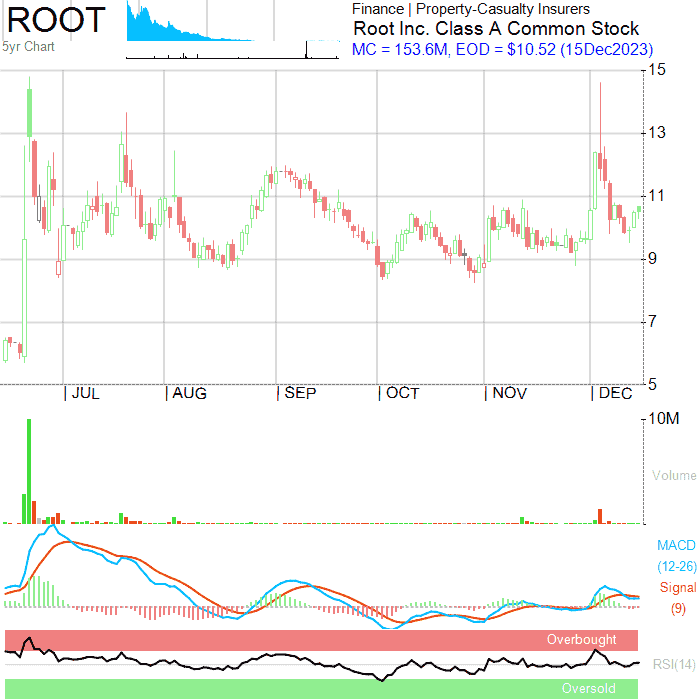 ROOT
Finance | Property-Casualty Insurers
Root Inc. Class A Common Stock
5yr Chart
MC = 153.6M, EOD = $10.52 (15Dec2023)
15
13
11
9
7
5
| JUL | AUG | SEP | OCT | NOV | DEC
10M
Volume
MACD
(12-26)
Signal
(9)
Overbought
RSI(14)
Oversold